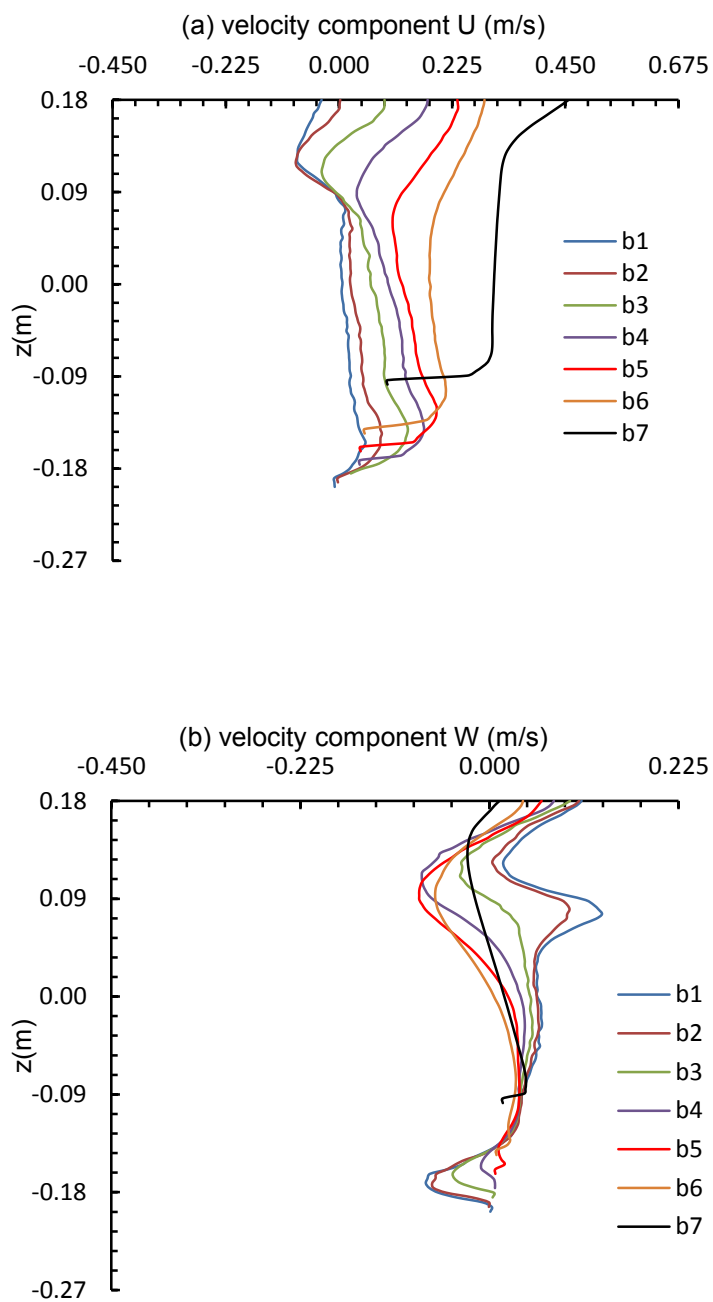 (a) velocity component U (m/s)
-0.450 -0.225 0.000 0.225 0.450 0.675
0.18
0.09
0.00
-0.09
-0.18
-0.27
z(m)
b1
b2
b3
b4
b5
b6
b7
(b) velocity component W (m/s)
-0.450 -0.225 0.000 0.225
0.18
0.09
0.00
-0.09
-0.18
-0.27
z(m)
b1
b2
b3
b4
b5
b6
b7